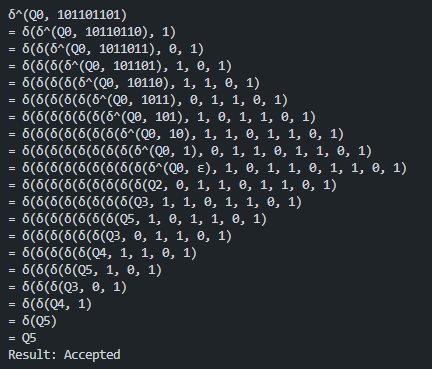 δ^(Q0, 101101101)
= δ(δ^(Q0, 10110110), 1)
= δ(δ(δ^(Q0, 1011011), 0, 1)
= δ(δ(δ(δ^(Q0, 101101), 1, 0, 1)
= δ(δ(δ(δ(δ^(Q0, 10110), 1, 1, 0, 1)
= δ(δ(δ(δ(δ(δ^(Q0, 1011), 0, 1, 1, 0, 1)
= δ(δ(δ(δ(δ(δ(δ^(Q0, 101), 1, 0, 1, 1, 0, 1)
= δ(δ(δ(δ(δ(δ(δ(δ^(Q0, 10), 1, 1, 0, 1, 1, 0, 1)
= δ(δ(δ(δ(δ(δ(δ(δ(δ^(Q0, 1), 0, 1, 1, 0, 1, 1, 0, 1)
= δ(δ(δ(δ(δ(δ(δ(δ(δ(δ^(Q0, ε), 1, 0, 1, 1, 0, 1, 1, 0, 1)
= δ(δ(δ(δ(δ(δ(δ(δ(δ(Q2, 0, 1, 1, 0, 1, 1, 0, 1)
= δ(δ(δ(δ(δ(δ(δ(δ(Q3, 1, 1, 0, 1, 1, 0, 1)
= δ(δ(δ(δ(δ(δ(δ(Q5, 1, 0, 1, 1, 0, 1)
= δ(δ(δ(δ(δ(δ(Q3, 0, 1, 1, 0, 1)
= δ(δ(δ(δ(δ(Q4, 1, 1, 0, 1)
= δ(δ(δ(δ(Q5, 1, 0, 1)
= δ(δ(δ(Q3, 0, 1)
= δ(δ(Q4, 1)
= δ(Q5)
= Q5
Result: Accepted